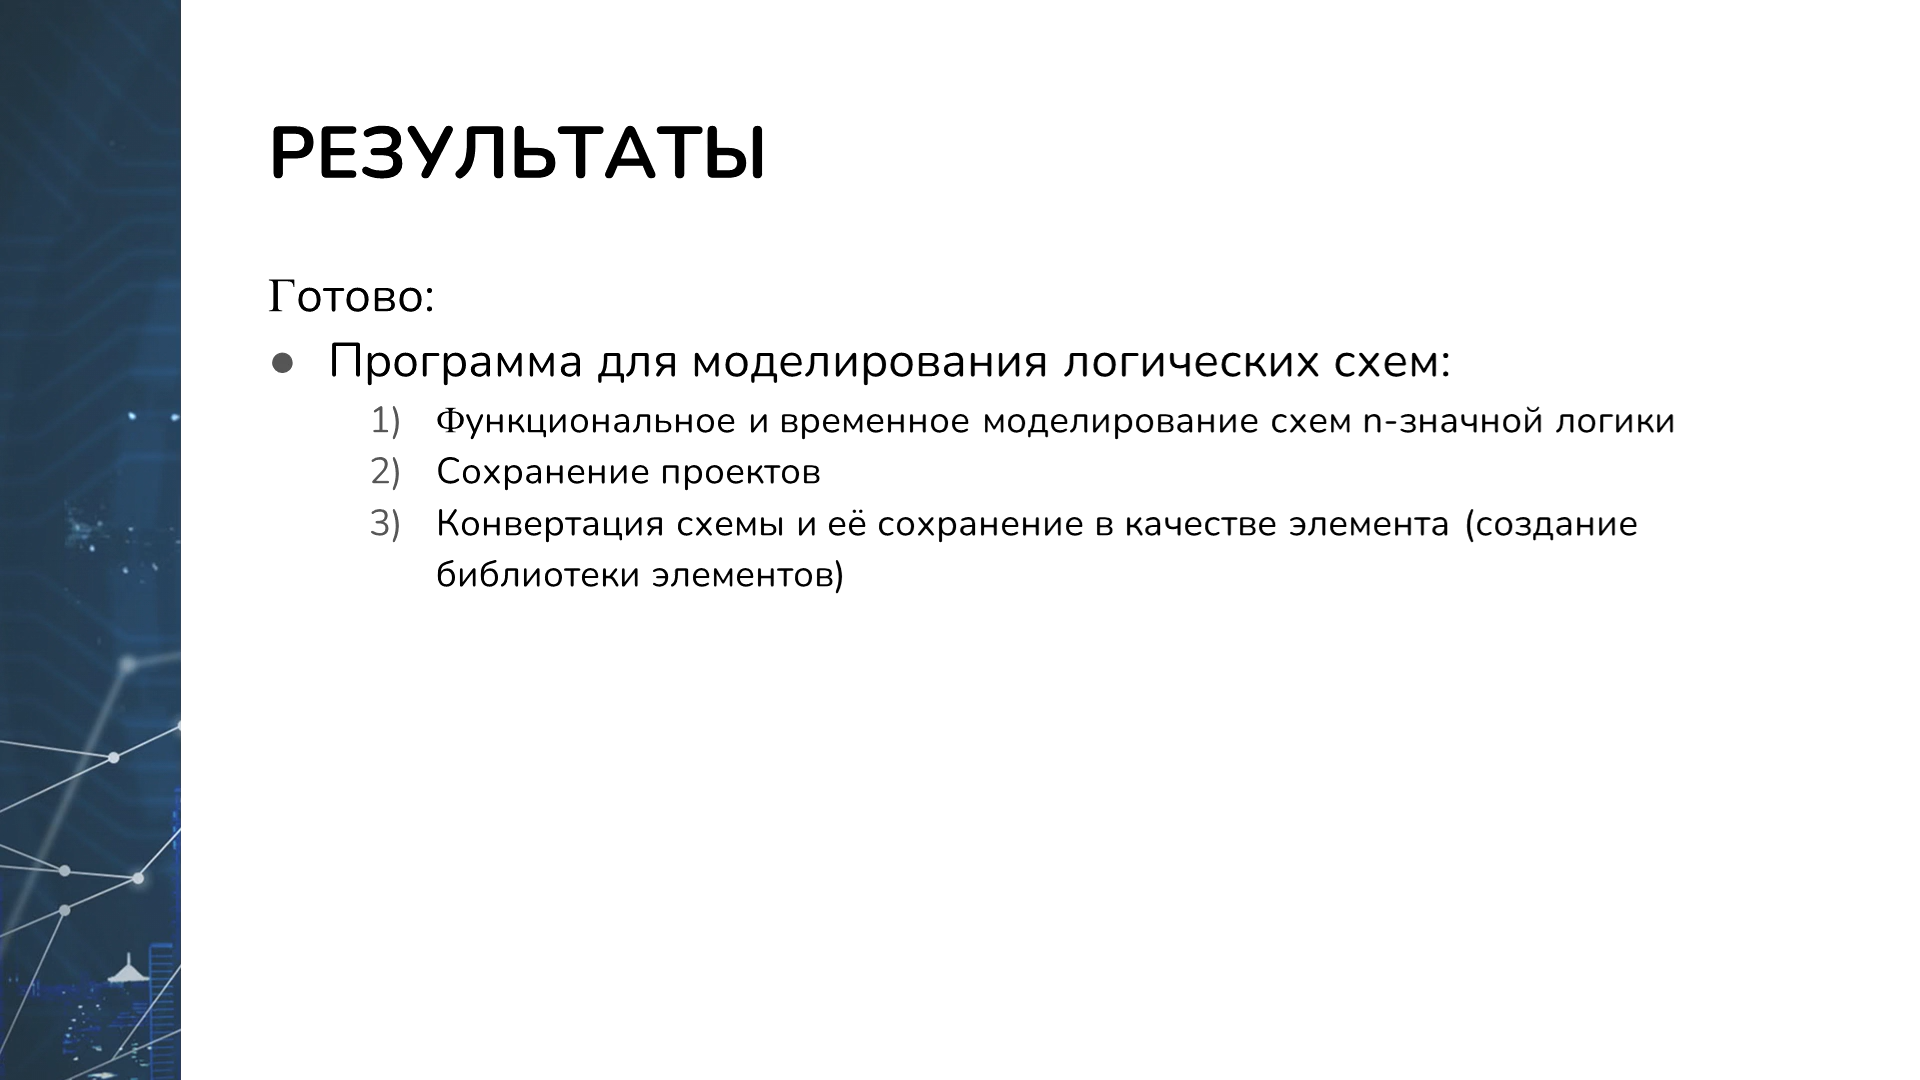 РЕЗУЛЬТАТЫ
Готово:
● Программа для моделирования логических схем:
1) Функциональное и временное моделирование схем n-значной логики
2) Сохранение проектов
3) Конвертация схемы и её сохранение в качестве элемента (создание
библиотеки элементов)